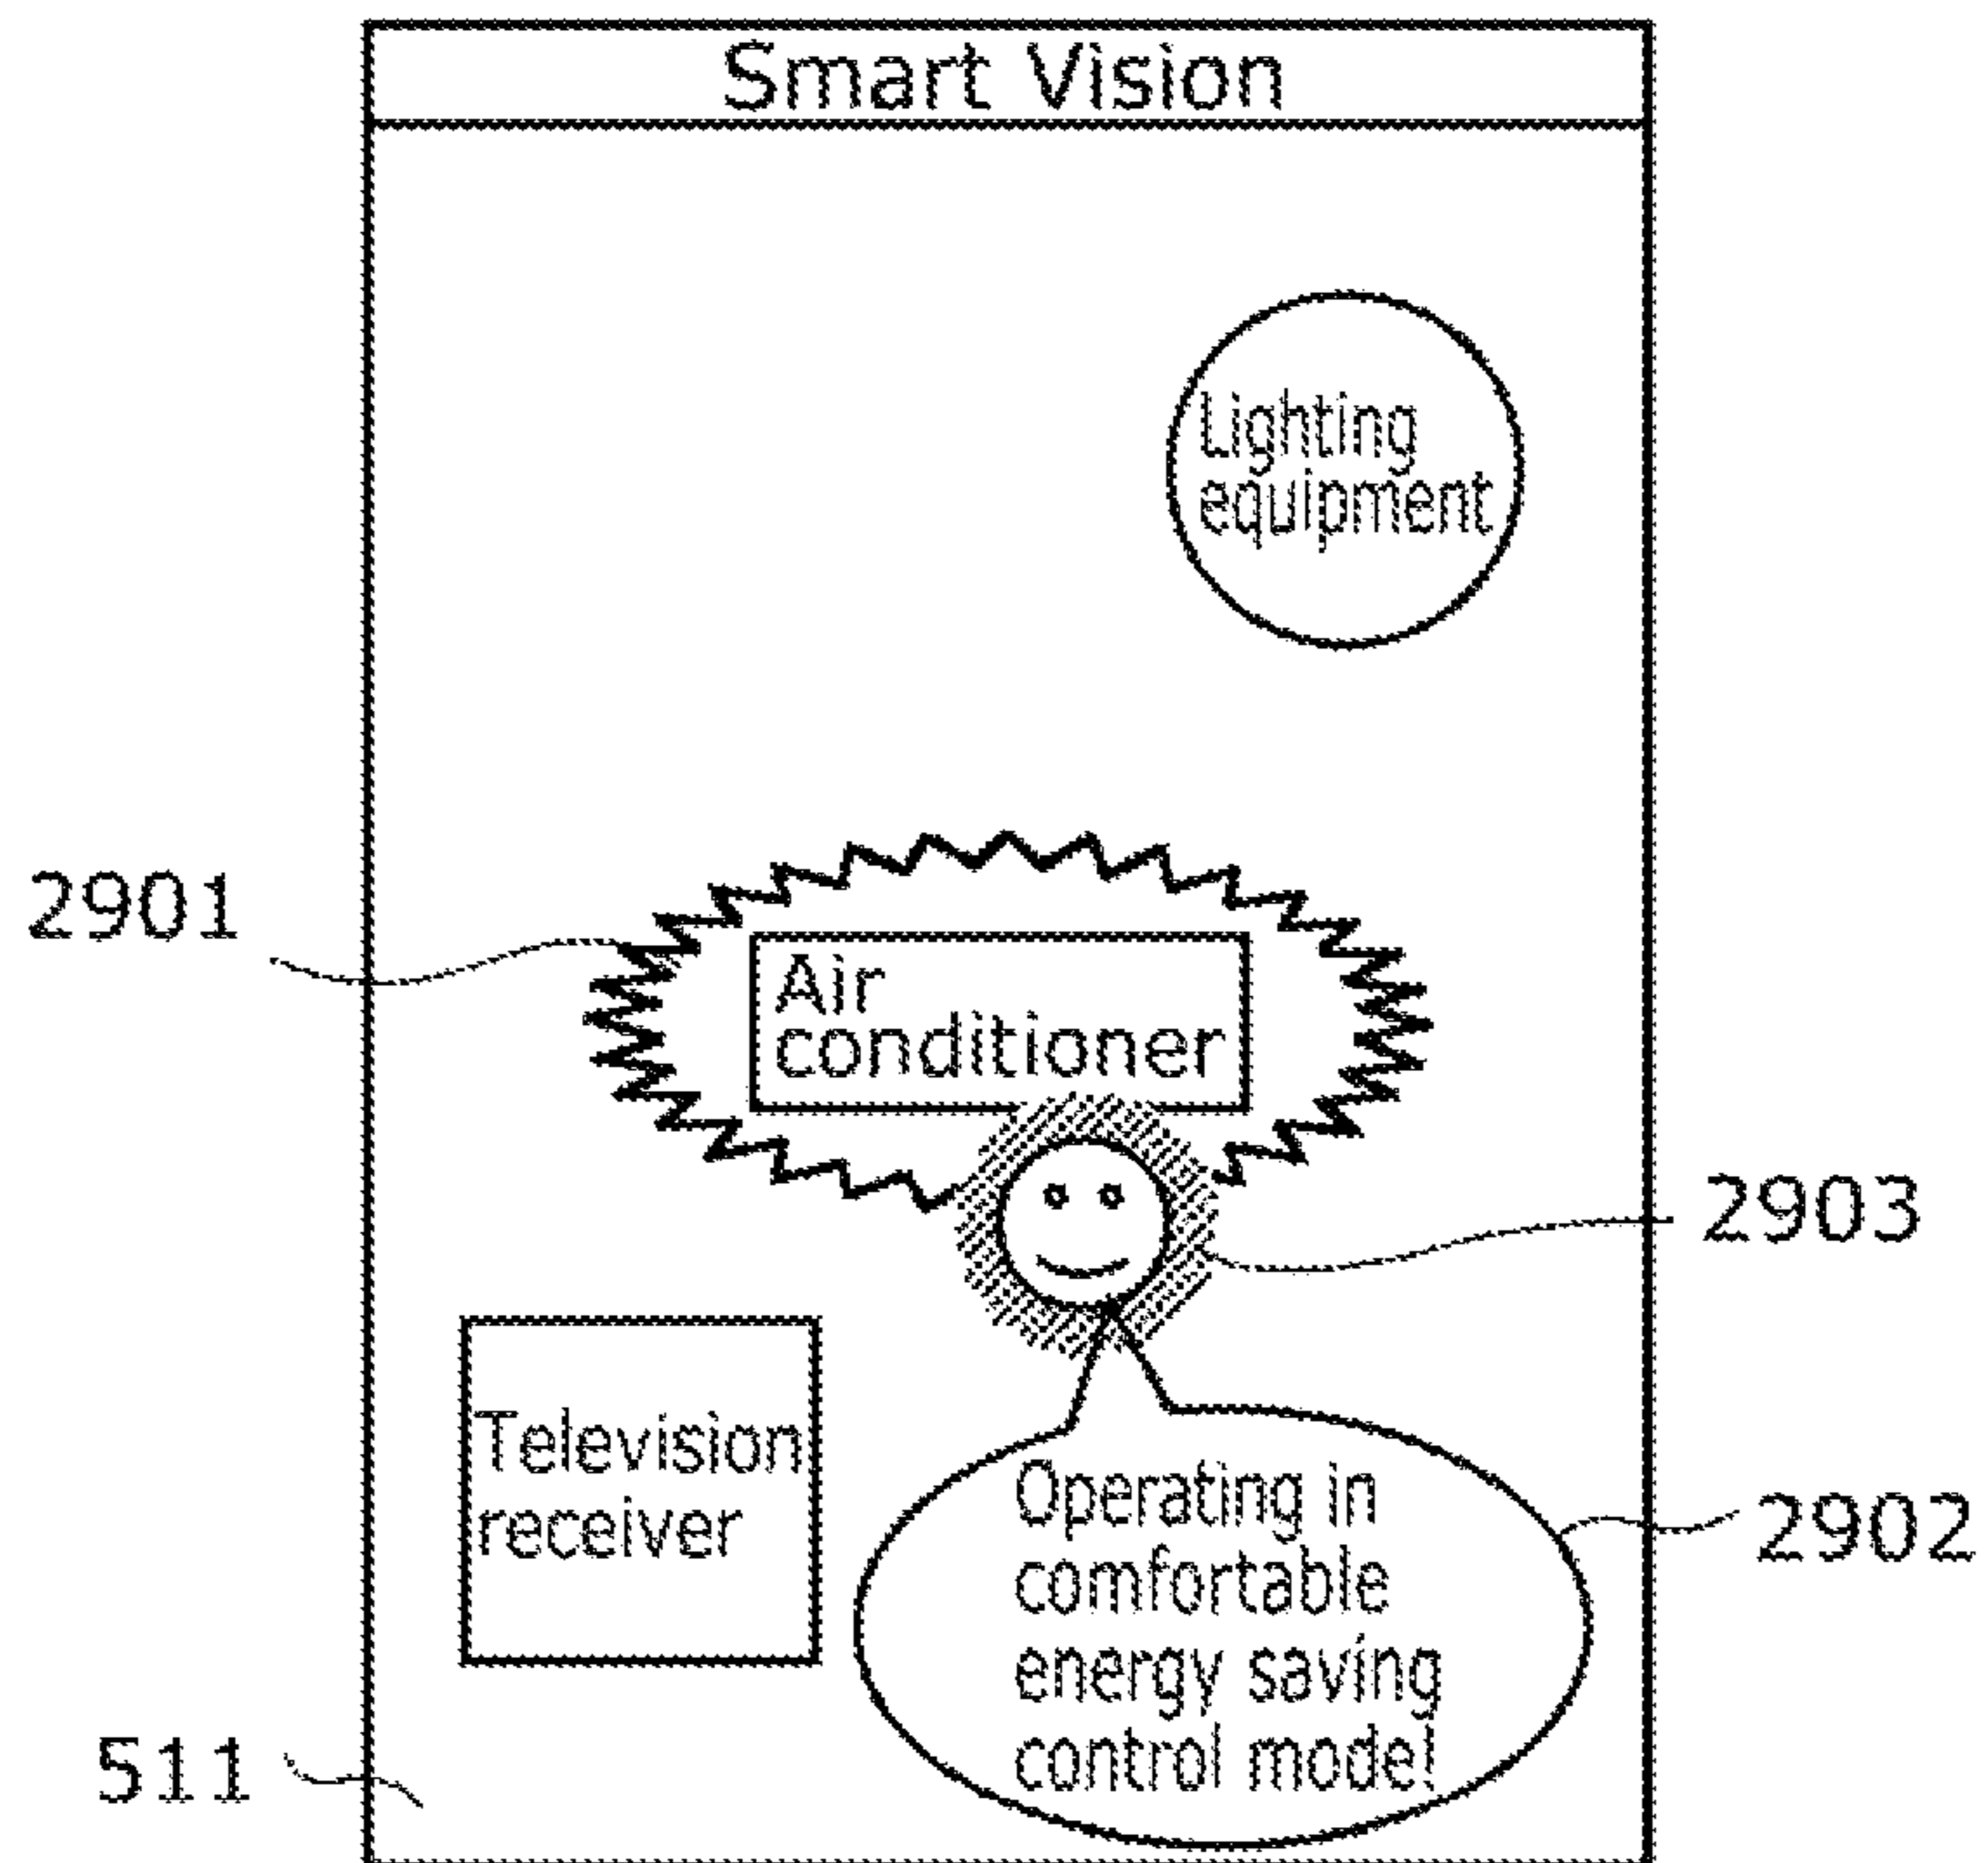 Smart Vision
Lighting
equipment
2901
Air
conditioner
2903
Television
receiver
Operating in
comfortable
energy saving
control mode!
2902
511